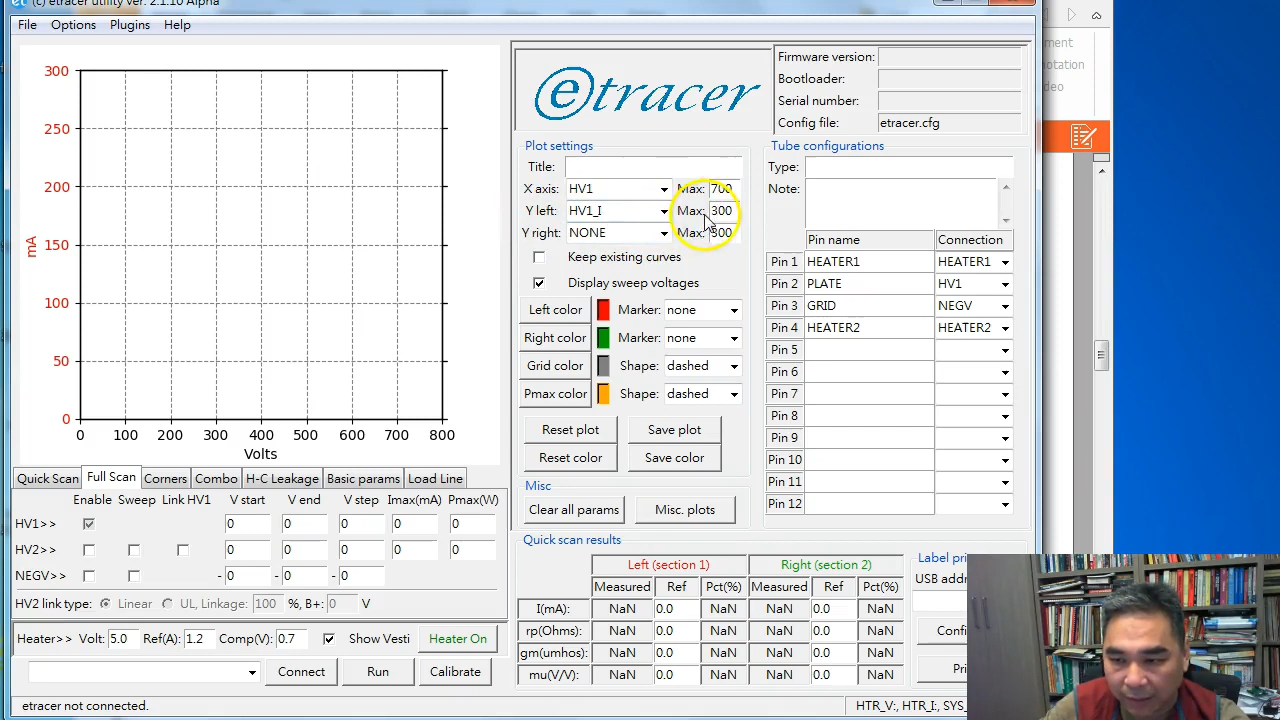 (c) etracer utility ver. 2.1.10 Alpha
File Options Plugins Help
300
250
200
150
100
50
0
mA
0 100 200 300 400 500 600 700 800
Volts
etracer
Firmware version:
Bootloader:
Serial number:
Config file: etracer.cfg
Plot settings
Title:
X axis: HV1 Max: 700
Y left: HV1_I Max: 300
Y right: NONE Max: 300
Keep existing curves
Display sweep voltages
Left color Marker: none
Right color Marker: none
Grid color Shape: dashed
Pmax color Shape: dashed
Reset plot Save plot
Reset color Save color
Misc
Clear all params Misc. plots
Tube configurations
Type:
Note:
Pin name Connection
Pin 1 HEATER1 HEATER1
Pin 2 PLATE HV1
Pin 3 GRID NEGV
Pin 4 HEATER2 HEATER2
Pin 5
Pin 6
Pin 7
Pin 8
Pin 9
Pin 10
Pin 11
Pin 12
Quick Scan Full Scan Corners Combo H-C Leakage Basic params Load Line
Enable Sweep Link HV1 V start V end V step Imax(mA) Pmax(W)
HV1>> 0 0 0 0 0
HV2>> 0 0 0 0 0
NEGV>> -0 -0 -0
HV2 link type: Linear UL, Linkage: 100 %, B+: 0 V
Heater>> Volt: 5.0 Ref(A): 1.2 Comp(V): 0.7 Show Vesti Heater On
Connect Run Calibrate
Quick scan results
Left (section 1) Right (section 2)
Measured Ref Pct(%) Measured Ref Pct(%)
I(mA): NaN 0.0 NaN NaN 0.0 NaN
rp(Ohms): NaN 0.0 NaN NaN 0.0 NaN
gm(umhos): NaN 0.0 NaN NaN 0.0 NaN
mu(V/V): NaN 0.0 NaN NaN 0.0 NaN
Label pri
USB addr
Confi
Pri
etracer not connected.
HTR_V:, HTR_I:, SYS_